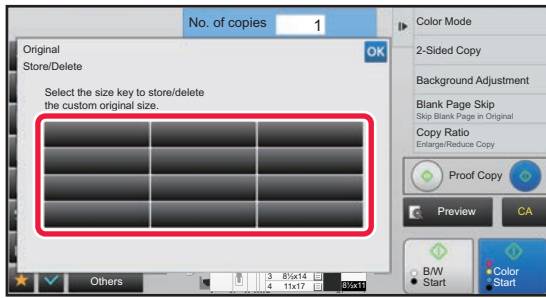 No. of copies 1
Original
OK
Store/Delete
Select the size key to store/delete
the custom original size.
Others
3 8½x14
4 11x17
8½x11
Color Mode
2-Sided Copy
Background Adjustment
Blank Page Skip
Skip Blank Page in Original
Copy Ratio
Enlarge/Reduce Copy
Proof Copy
Preview
CA
B/W
Start
Color
Start